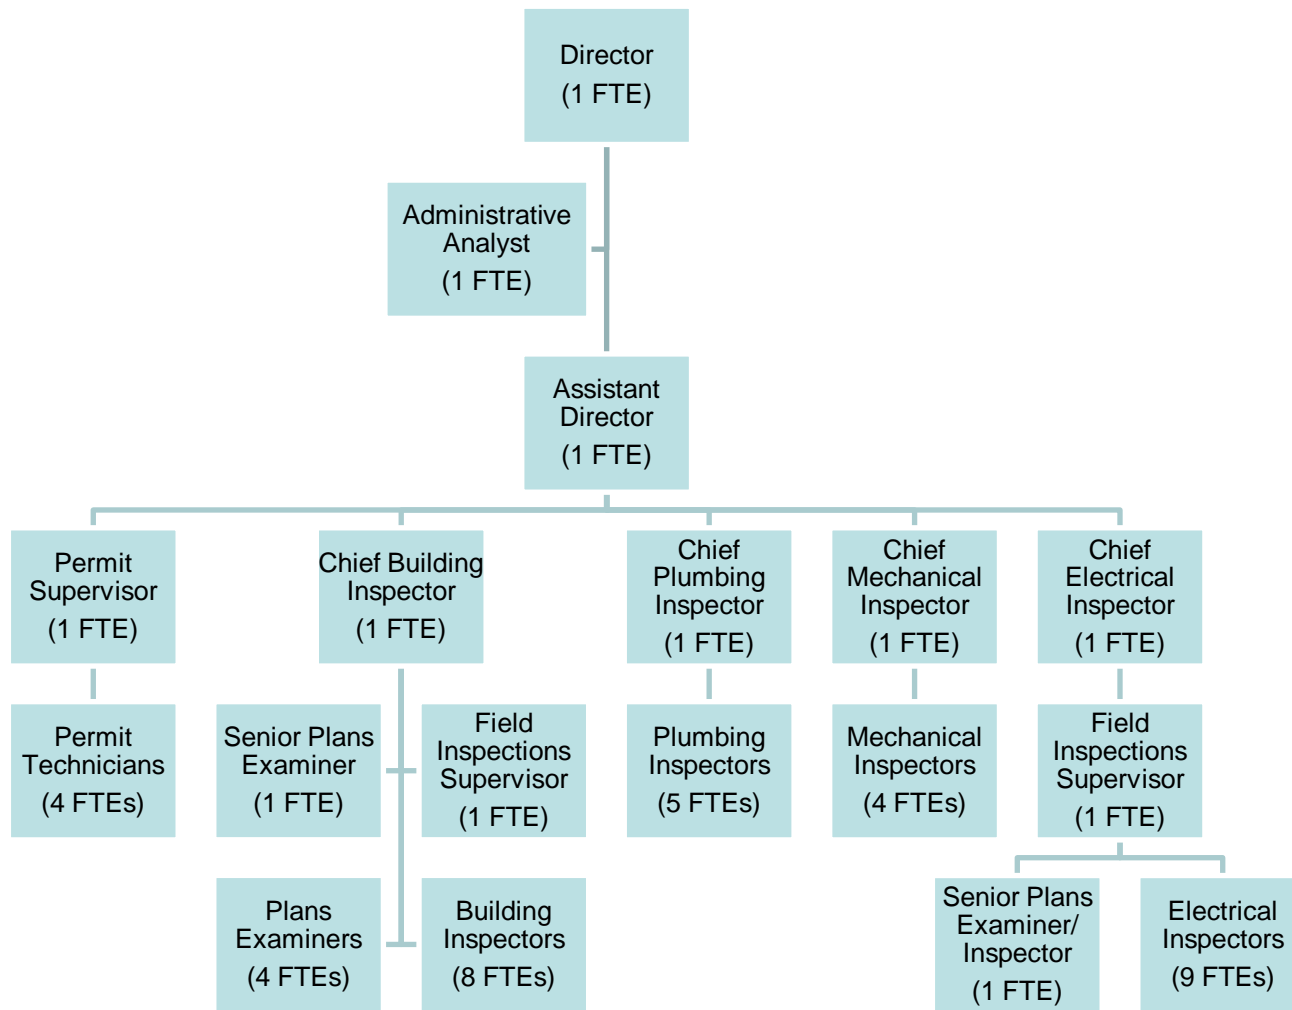 Director
(1 FTE)
Administrative
Analyst
(1 FTE)
Assistant
Director
(1 FTE)
Permit
Supervisor
(1 FTE)
Chief Building
Inspector
(1 FTE)
Chief
Plumbing
Inspector
(1 FTE)
Chief
Mechanical
Inspector
(1 FTE)
Chief
Electrical
Inspector
(1 FTE)
Permit
Technicians
(4 FTEs)
Senior Plans
Examiner
(1 FTE)
Field
Inspections
Supervisor
(1 FTE)
Plumbing
Inspectors
(5 FTEs)
Mechanical
Inspectors
(4 FTEs)
Field
Inspections
Supervisor
(1 FTE)
Plans
Examiners
(4 FTEs)
Building
Inspectors
(8 FTEs)
Senior Plans
Examiner/
Inspector
(1 FTE)
Electrical
Inspectors
(9 FTEs)